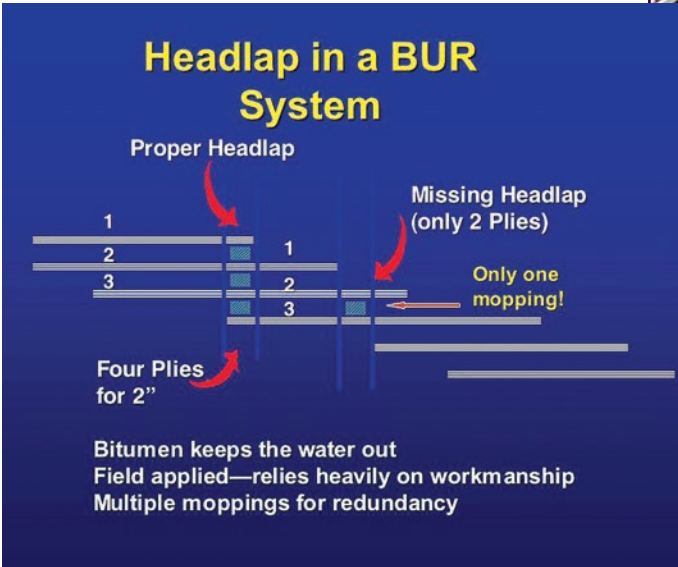 Headlap in a BUR
System
Proper Headlap
Missing Headlap
(only 2 Plies)
1
2
3
1
2
3
Only one
mopping!
Four Plies
for 2”
Bitumen keeps the water out
Field applied—relies heavily on workmanship
Multiple moppings for redundancy